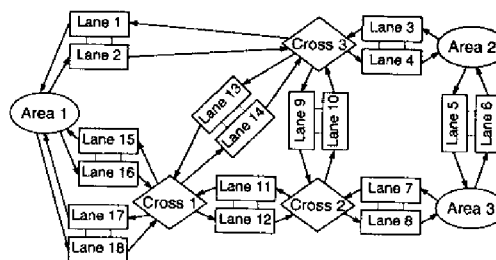 Lane 1
Lane 2
Cross 3
Lane 3
Lane 4
Area 2
Lane 13
Lane 14
Lane 9
Lane 10
Lane 5
Lane 6
Area 1
Lane 15
Lane 16
Lane 17
Lane 18
Cross 1
Lane 11
Lane 12
Cross 2
Lane 7
Lane 8
Area 3